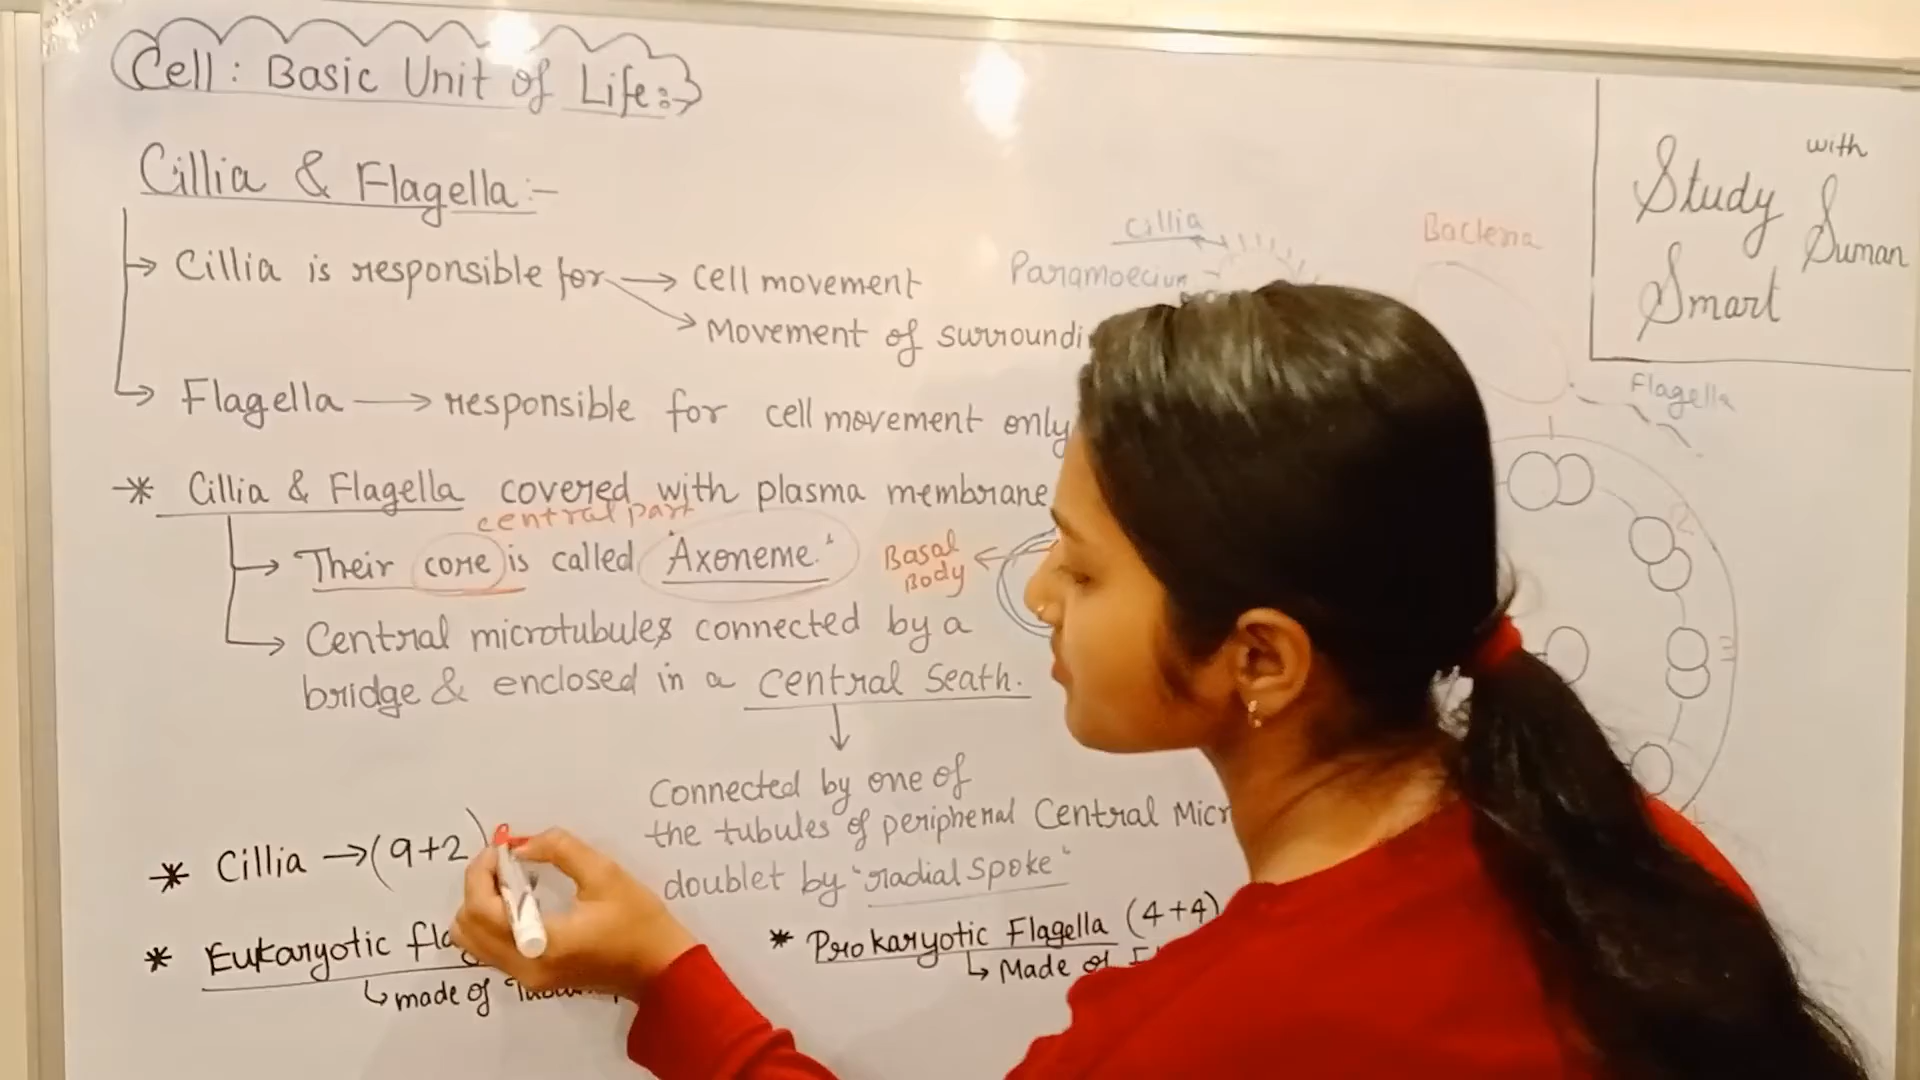 Cell: Basic Unit of Life:→
Cillia & Flagella:-
→ Cillia is responsible for → cell movement
→ Movement of
Flagella → responsible for cell movement only
* Cillia & Flagella covered with plasma membrane
central part
→ Their core is called "Axoneme."
→ Central microtubules connected by a
bridge & enclosed in a central Seath.
Connected by one of
the tubules of peripheral Central
doublet by "radial spoke"
* Cillia → (9+2)
* Eukaryotic
↳ made of
* Prokaryotic Flagella (4+4)
↳ Made of
Cillia
Paramoecium
Bacteria
Flagella
Basal
Body
1
2
3
Study with
Smart Suman